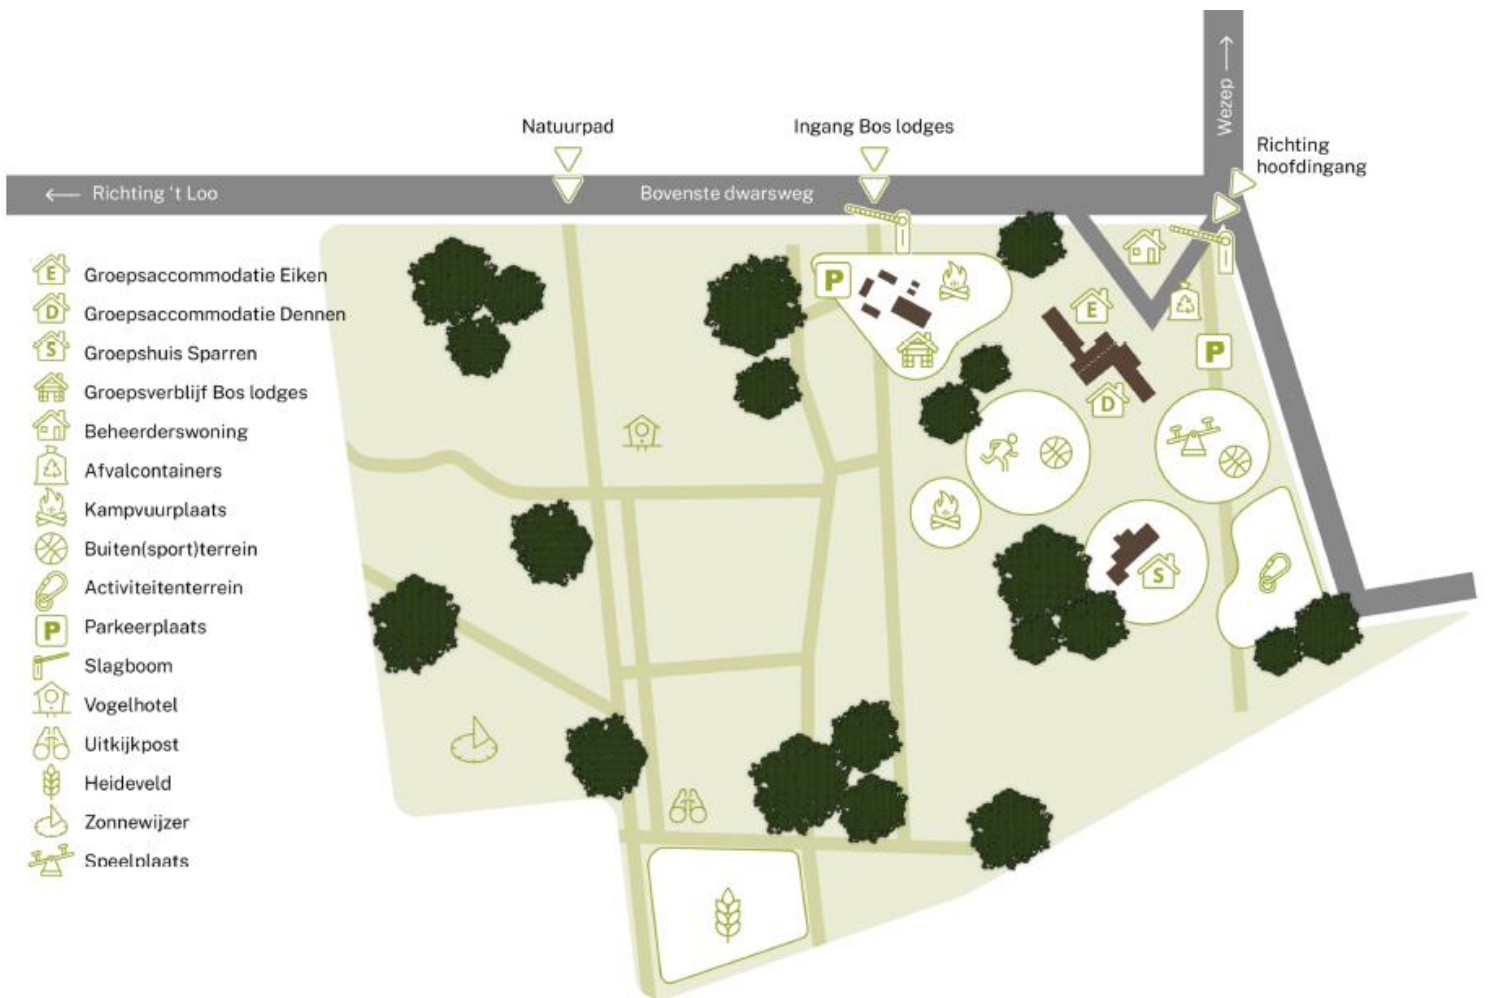 Wezep
Natuurpad
Ingang Bos lodges
Richting
hoofdingang
Richting 't Loo
Bovenste dwarsweg
E Groepsaccommodatie Eiken
D Groepsaccommodatie Dennen
S Groepshuis Sparren
Groepsverblijf Bos lodges
Beheerderswoning
Afvalcontainers
Kampvuurplaats
Buiten(sport)terrein
Activiteitenterrein
P Parkeerplaats
Slagboom
Vogelhotel
Uitkijkpost
Heideveld
Zonnewijzer
Speelplaats
P
E
P
D
S